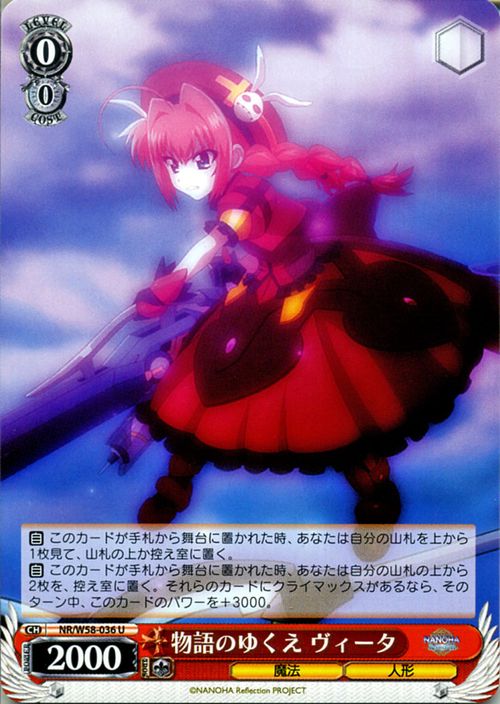 LEVEL
0
0
COST
自 このカードが手札から舞台に置かれた時、あなたは自分の山札を上から
1枚見て、山札の上か控え室に置く。
自 このカードが手札から舞台に置かれた時、あなたは自分の山札の上から
2枚を、控え室に置く。それらのカードにクライマックスがあるなら、その
ターン中、このカードのパワーを+3000。
CH NR/W58-036 U
物語のゆくえ ヴィータ
NANOHA
POWER
2000
SOUL
魔法 人形
©NANOHA Reflection PROJECT